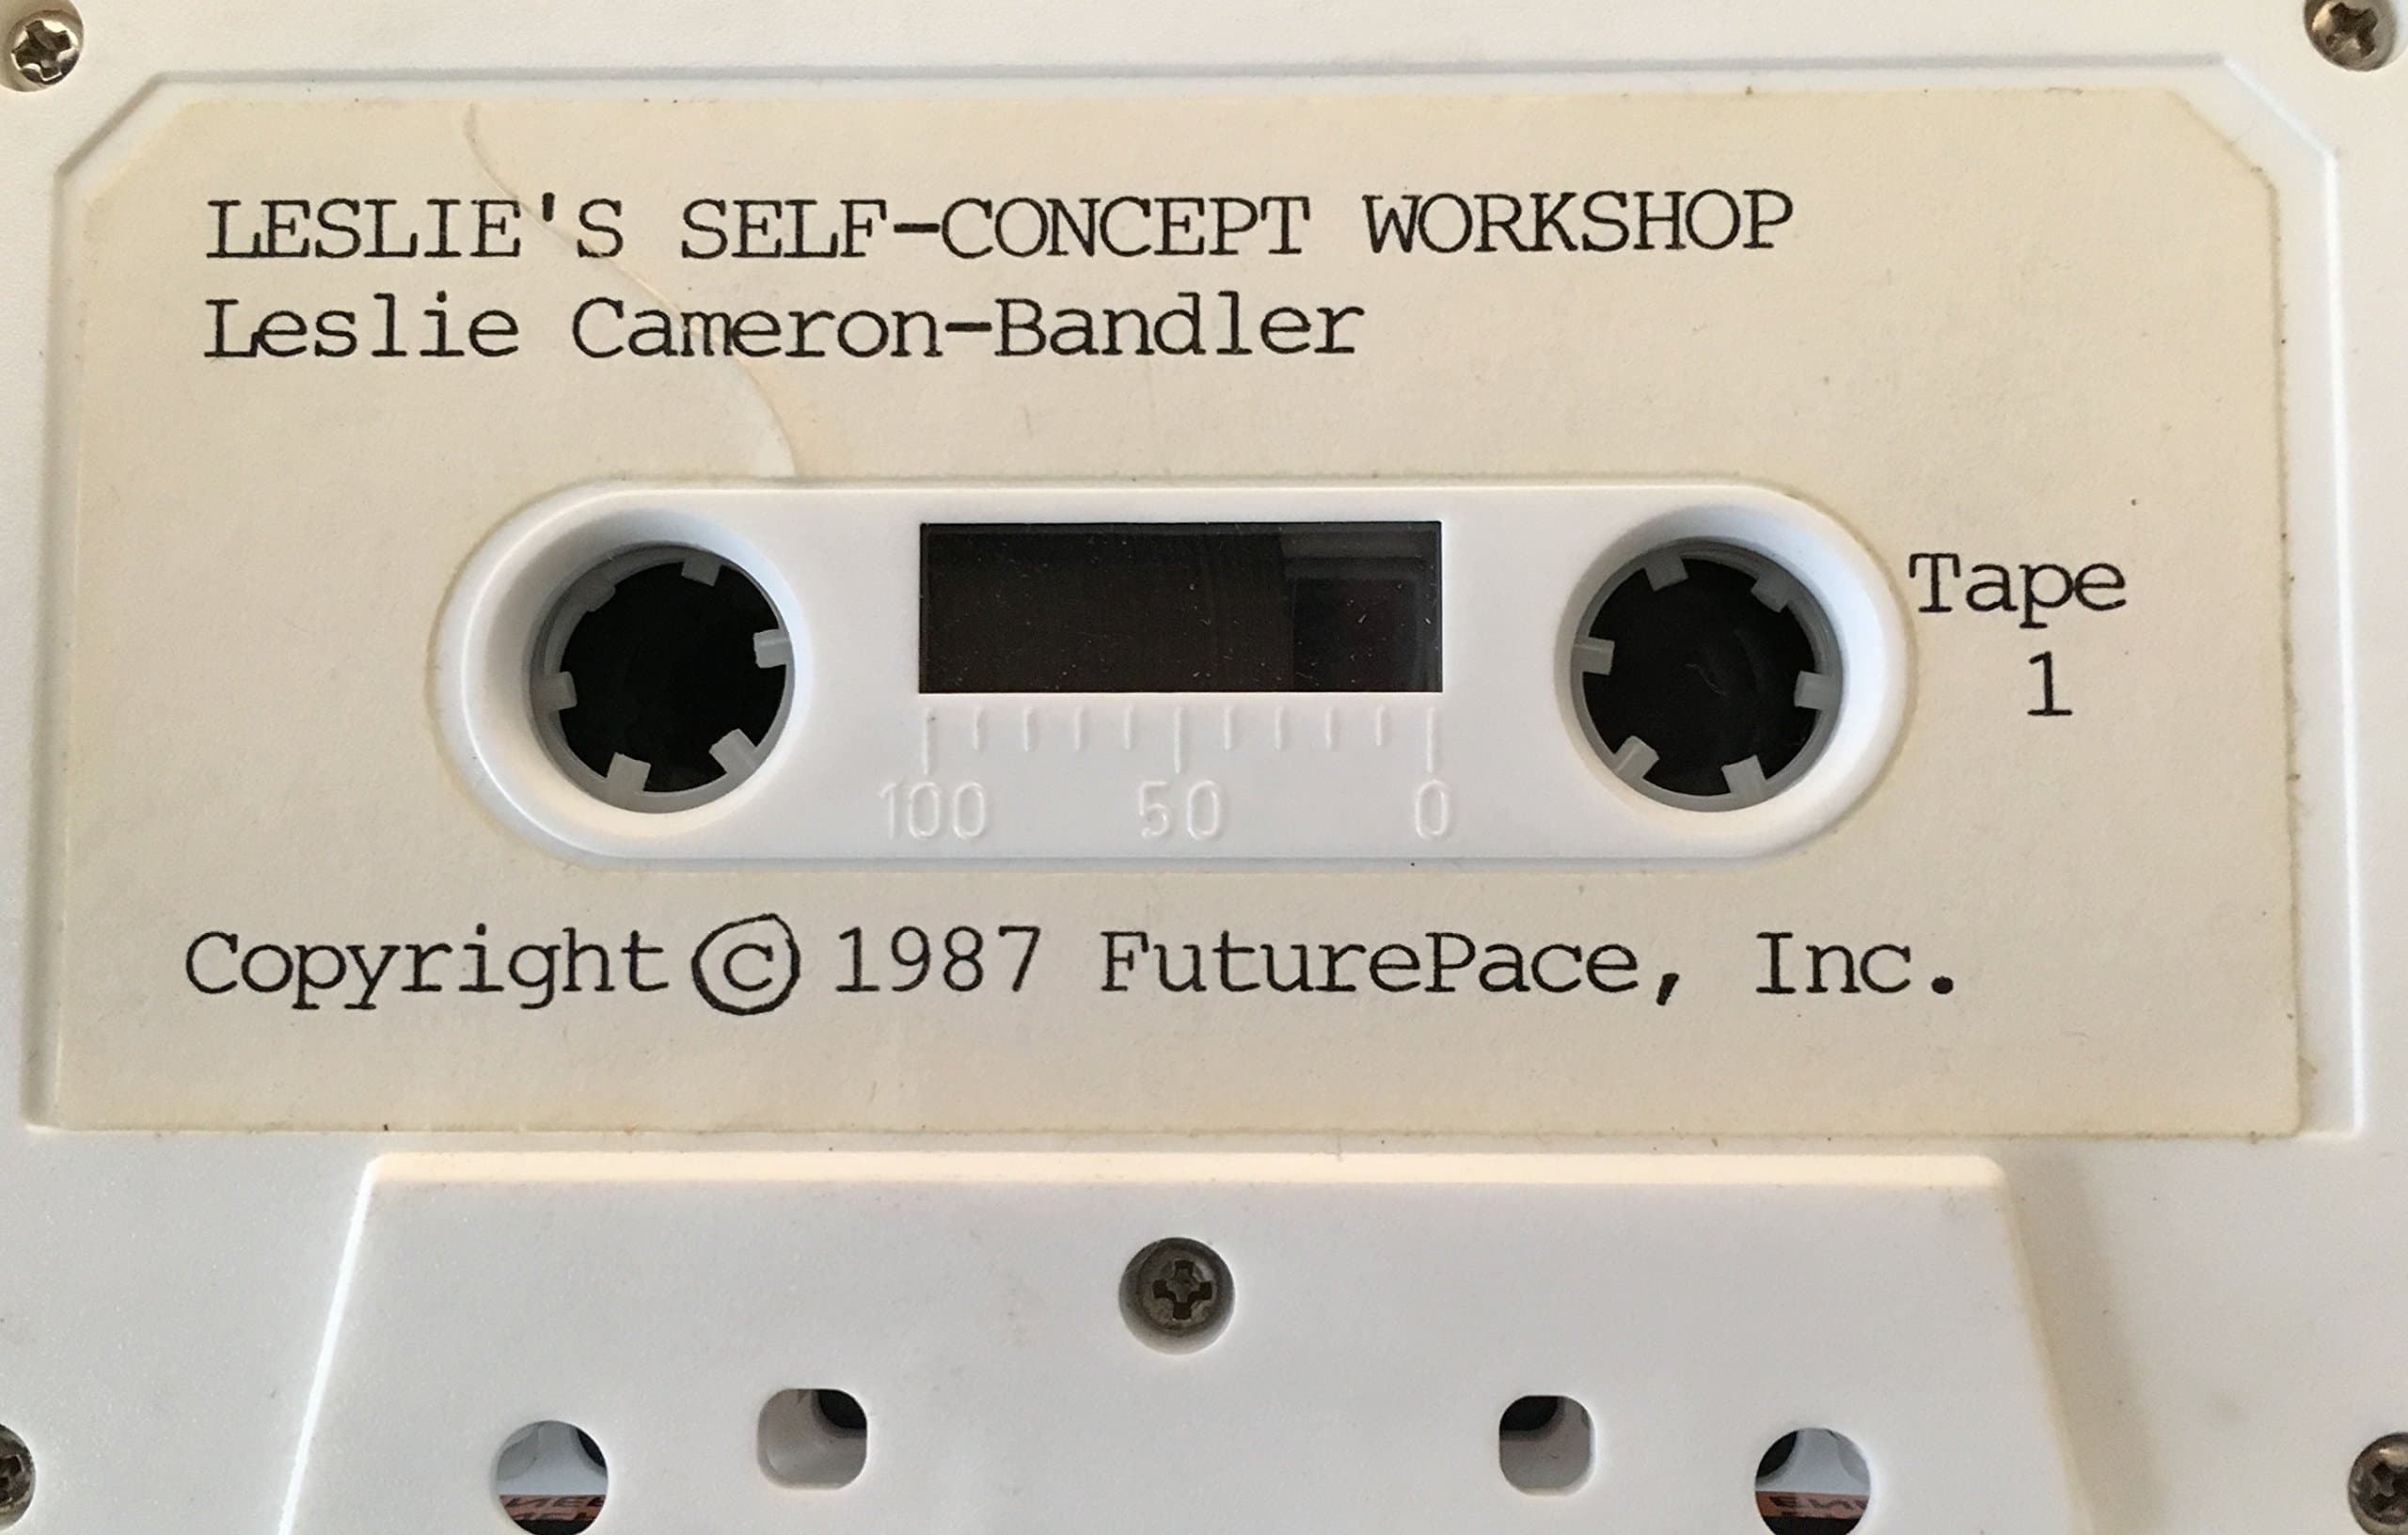 LESLIE'S SELF-CONCEPT WORKSHOP
Leslie Cameron-Bandler
Tape
1
100 50 0
Copyright © 1987 FuturePace, Inc.